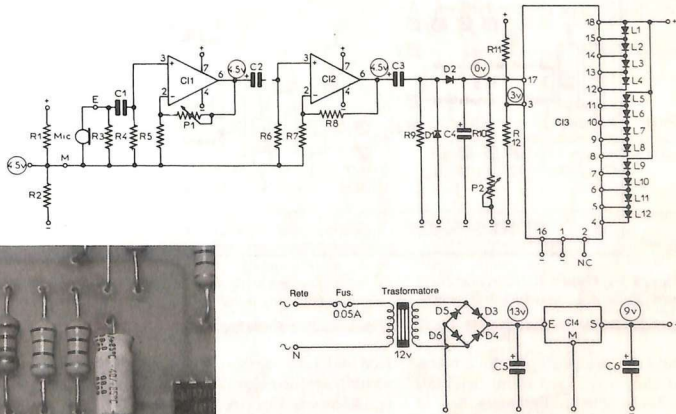 +
+
+
+
18
L1
15
L2
14
L3
13
L4
12
R11
7
C2
7
C3
D2
0v
3
+
CI1
6
4.5v
3
+
CI2
6
4.5v
17
C1
2
-
4
2
-
4
3v
3
11
L5
10
L6
9
L7
8
L8
E
P1
R8
CI3
R1
Mic
R3
R4
R5
R6
R7
R9
D1
C4
R10
R
12
7
L9
L10
6
L11
5
L12
4
4.5v
M
R2
P2
16
1
2
NC
Rete
Fus.
Trasformatore
0.05A
D5
D3
13v
E
CI4
S
9v
+
M
D6
D4
N
12v
C5
C6